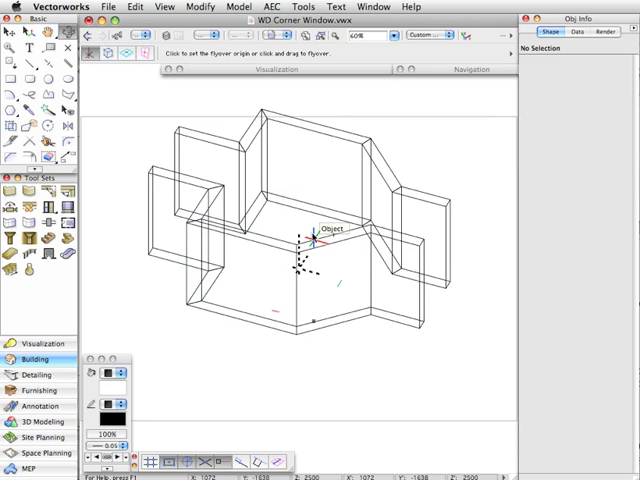 Vectorworks File Edit View Modify Model AEC Tools Text Window Help
Basic
WD Corner Window.vwx
Obj Info
60%
Custom ...
Shape Data Render
Click to set the flyover origin or click and drag to flyover.
No Selection
Visualization
Navigation
Tool Sets
Object
Visualization
Building
Detailing
Furnishing
Annotation
3D Modeling
Site Planning
Space Planning
MEP
100%
0.05
For Help, press F1
X: 1072 Y: -1638 Z: 2500 X: 1072 Y: -1638 Z: 2500